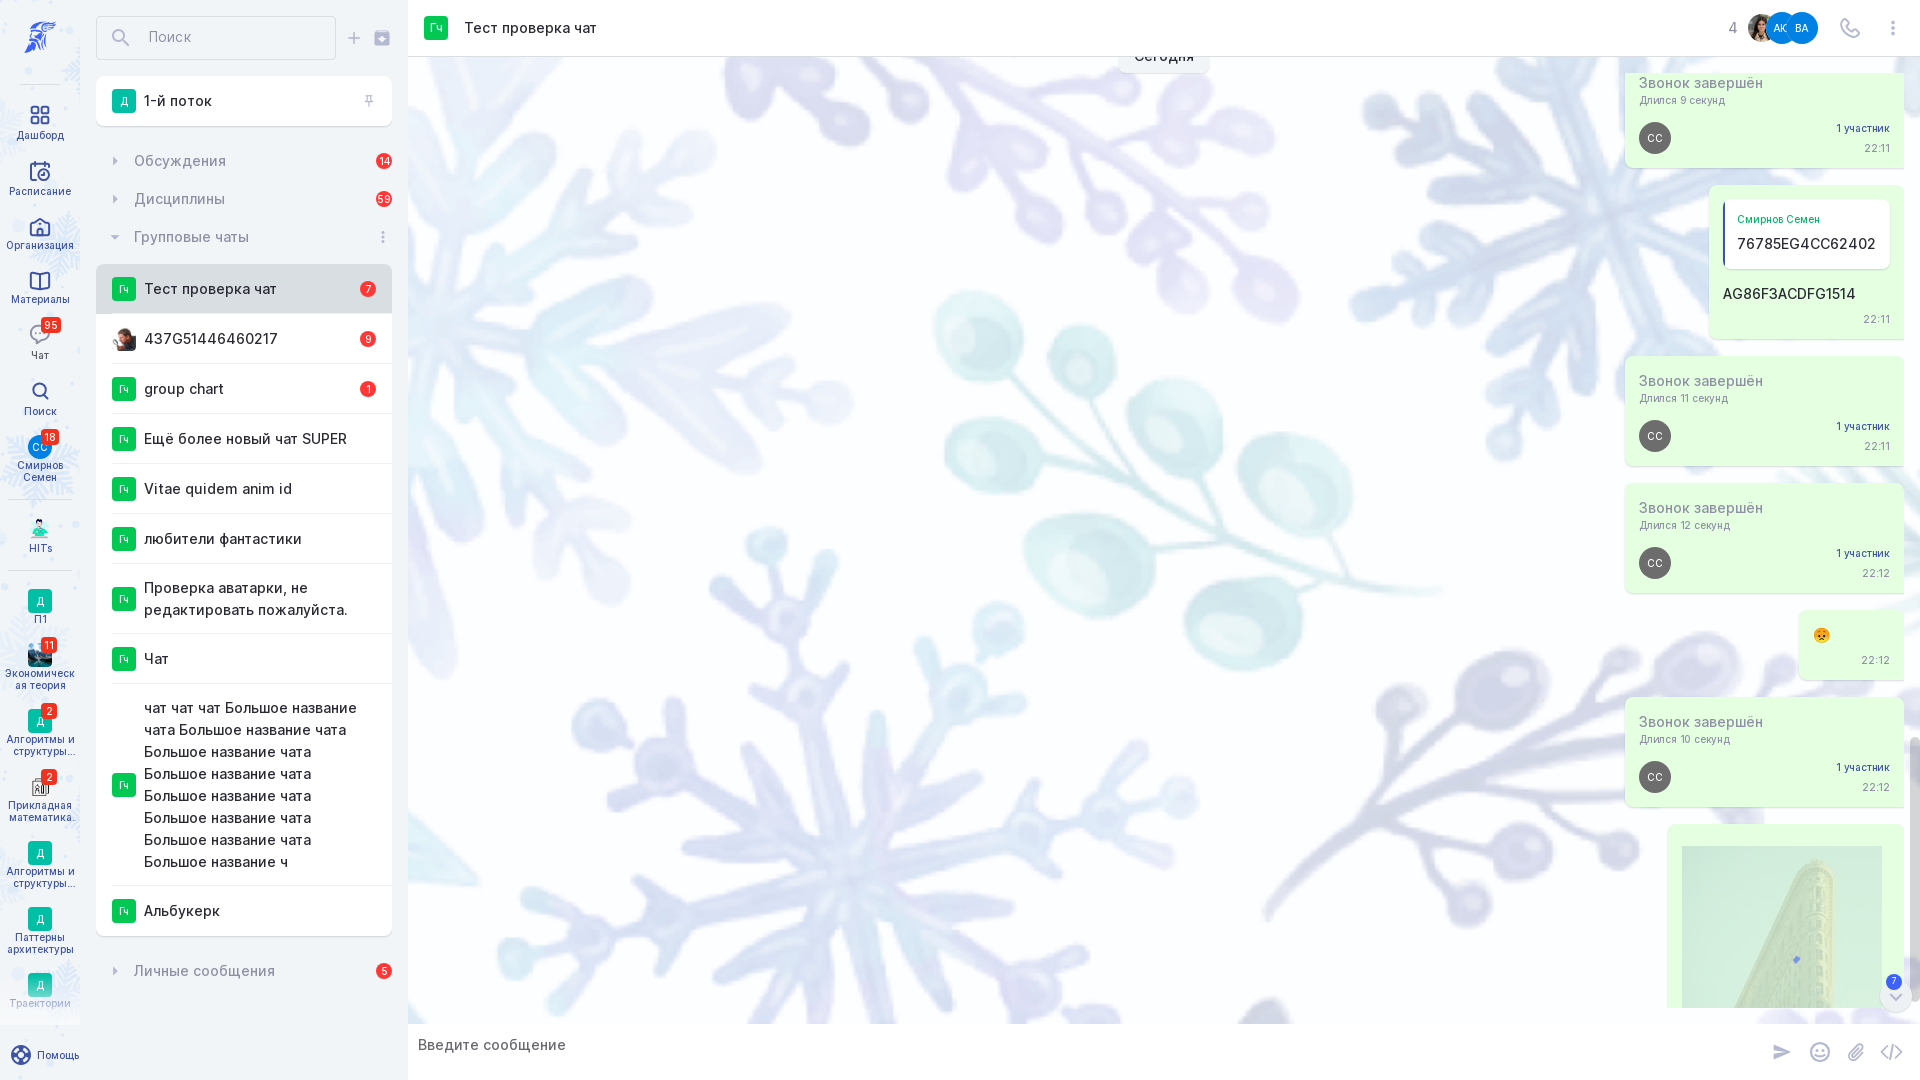 Поиск
Гч
Тест проверка чат
4
АК
ВА
Дашборд
Расписание
Организация
Материалы
95
Чат
Поиск
18
СС
Смирнов
Семен
HITs
Д
П1
11
Экономическ
ая теория
2
Д
Алгоритмы и
структуры...
2
Прикладная
математика.
Д
Алгоритмы и
структуры...
Д
Паттерны
архитектуры
Д
Траектории
Помощь
Д
1-й поток
Обсуждения
14
Дисциплины
59
Групповые чаты
Гч
Тест проверка чат
7
437G51446460217
9
Гч
group chart
1
Гч
Ещё более новый чат SUPER
Гч
Vitae quidem anim id
Гч
любители фантастики
Гч
Проверка аватарки, не
редактировать пожалуйста.
Гч
Чат
Гч
чат чат чат Большое название
чата Большое название чата
Большое название чата
Большое название чата
Большое название чата
Большое название чата
Большое название чата
Большое название ч
Гч
Альбукерк
Личные сообщения
5
Сегодня
Звонок завершён
Длился 9 секунд
СС
1 участник
22:11
Смирнов Семен
76785EG4CC62402
AG86F3ACDFG1514
22:11
Звонок завершён
Длился 11 секунд
СС
1 участник
22:11
Звонок завершён
Длился 12 секунд
СС
1 участник
22:12
22:12
Звонок завершён
Длился 10 секунд
СС
1 участник
22:12
7
Введите сообщение